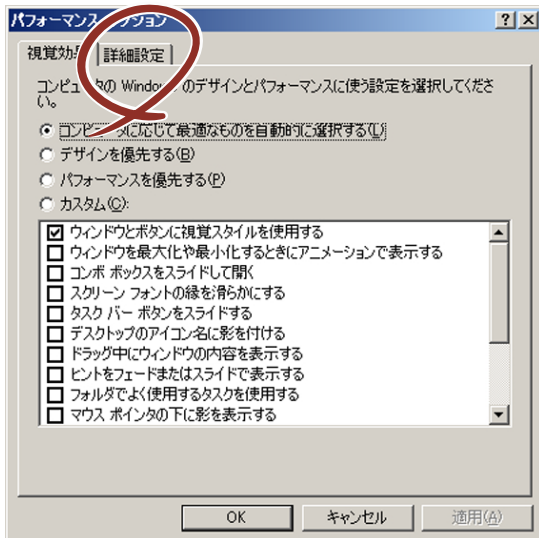 パフォーマンス オプション
視覚効果
詳細設定
コンピュータの Windows のデザインとパフォーマンスに使う設定を選択してくださ
い。
コンピュータに応じて最適なものを自動的に選択する(L)
デザインを優先する(B)
パフォーマンスを優先する(P)
カスタム(C):
ウィンドウとボタンに視覚スタイルを使用する
ウィンドウを最大化や最小化するときにアニメーションで表示する
コンボ ボックスをスライドして開く
スクリーン フォントの縁を滑らかにする
タスク バー ボタンをスライドする
デスクトップのアイコン名に影を付ける
ドラッグ中にウィンドウの内容を表示する
ヒントをフェードまたはスライドで表示する
フォルダでよく使用するタスクを使用する
マウス ポインタの下に影を表示する
OK
キャンセル
適用(A)